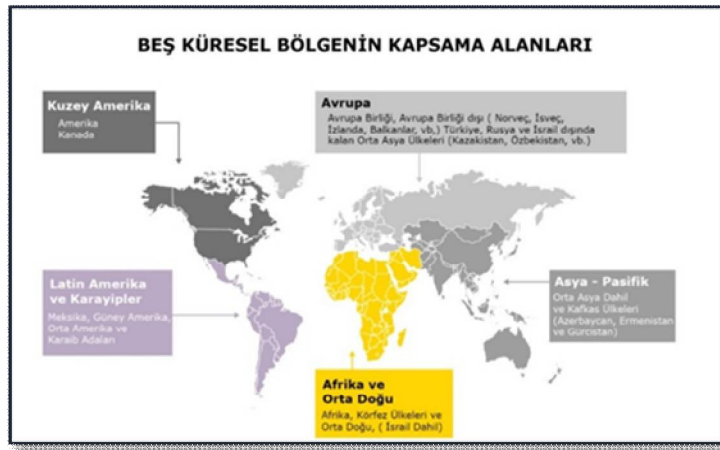 BEŞ KÜRESEL BÖLGENİN KAPSAMA ALANLARI
Kuzey Amerika
Amerika
Kanada
Avrupa
Avrupa Birliği, Avrupa Birliği dışı ( Norveç, İsveç,
İzlanda, Balkanlar, vb,) Türkiye, Rusya ve İsrail dışında
kalan Orta Asya Ülkeleri (Kazakistan, Özbekistan, vb.)
Latin Amerika
ve Karayipler
Meksika, Güney Amerika,
Orta Amerika ve
Karaib Adaları
Asya - Pasifik
Orta Asya Dahil
ve Kafkas Ülkeleri
(Azerbaycan, Ermenistan
ve Gürcistan)
Afrika ve
Orta Doğu
Afrika, Körfez Ülkeleri ve
Orta Doğu, ( İsrail Dahil)